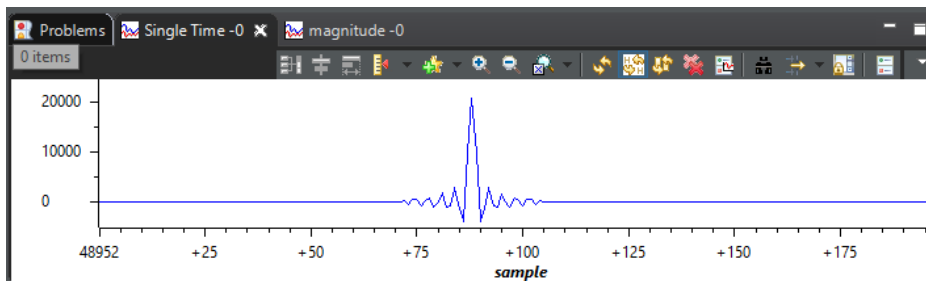 Problems Single Time -0 magnitude -0
0 items
20000
10000
0
48952 +25 +50 +75 +100 +125 +150 +175
sample